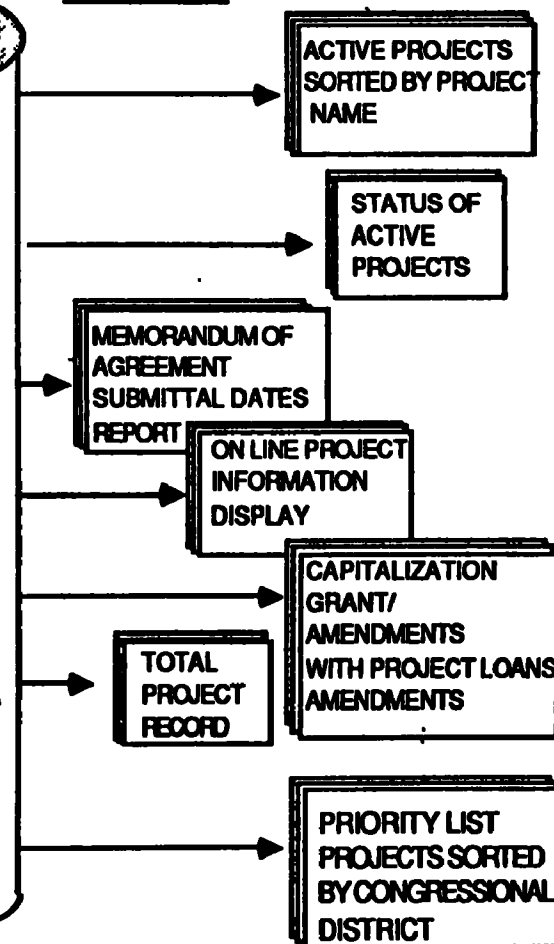 ACTIVE PROJECTS
SORTED BY PROJECT
NAME
STATUS OF
ACTIVE
PROJECTS
MEMORANDUM OF
AGREEMENT
SUBMITTAL DATES
REPORT
ON LINE PROJECT
INFORMATION
DISPLAY
CAPITALIZATION
GRANT/
AMENDMENTS
WITH PROJECT LOANS
AMENDMENTS
TOTAL
PROJECT
RECORD
PRIORITY LIST
PROJECTS SORTED
BY CONGRESSIONAL
DISTRICT